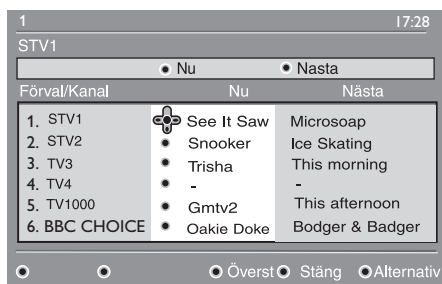 1 17:28
STV1
Nu Nasta
Förval/Kanal Nu Nästa
1. STV1 See It Saw Microsoap
2. STV2 Snooker Ice Skating
3. TV3 Trisha This morning
4. TV4 - -
5. TV1000 Gmtv2 This afternoon
6. BBC CHOICE Oakie Doke Bodger & Badger
Överst Stäng Alternativ